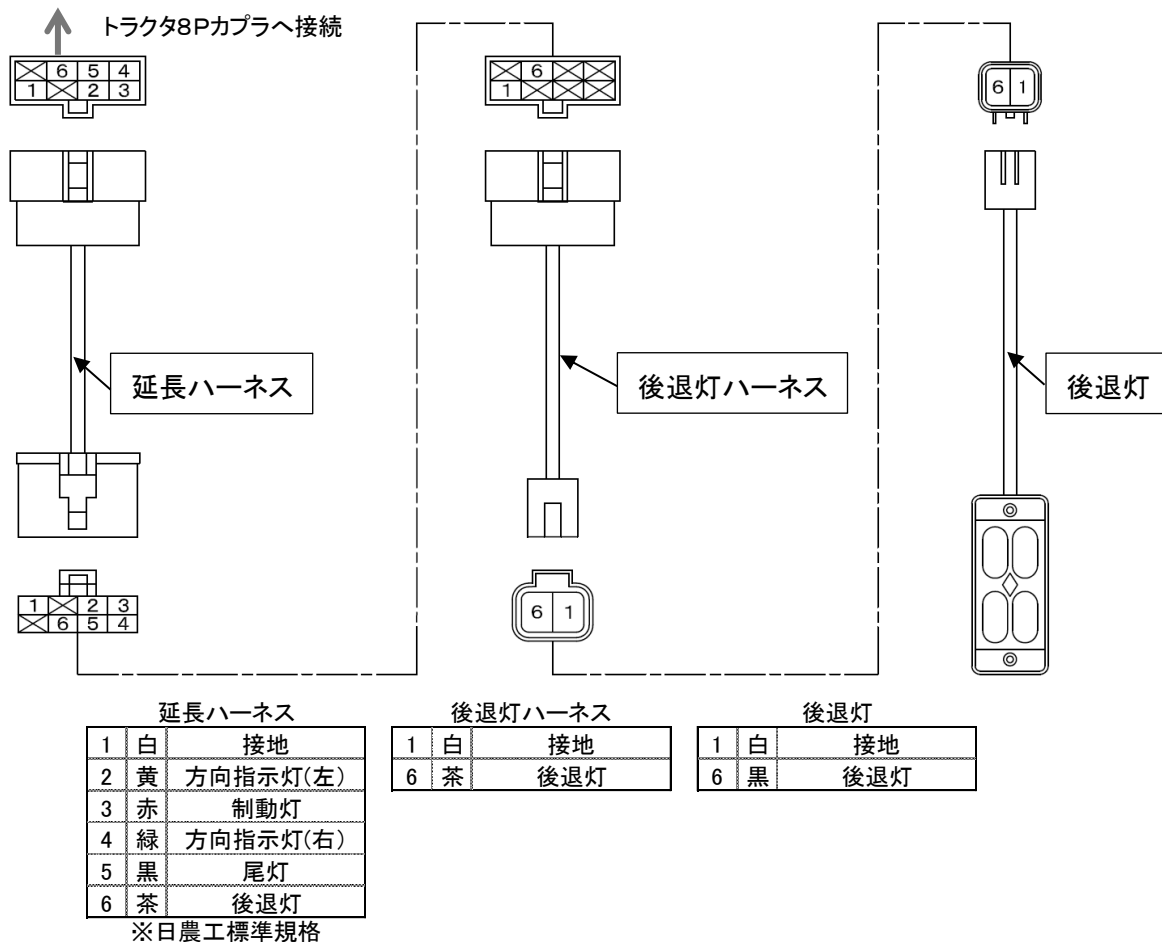 トラクタ8Pカプラへ接続
6 5 4
1 2 3
6
1
6 1
延長ハーネス
後退灯ハーネス
後退灯
1 2 3
6 5 4
6 1
延長ハーネス
1 白 接地
2 黄 方向指示灯(左)
3 赤 制動灯
4 緑 方向指示灯(右)
5 黒 尾灯
6 茶 後退灯
※日農工標準規格
後退灯ハーネス
1 白 接地
6 茶 後退灯
後退灯
1 白 接地
6 黒 後退灯